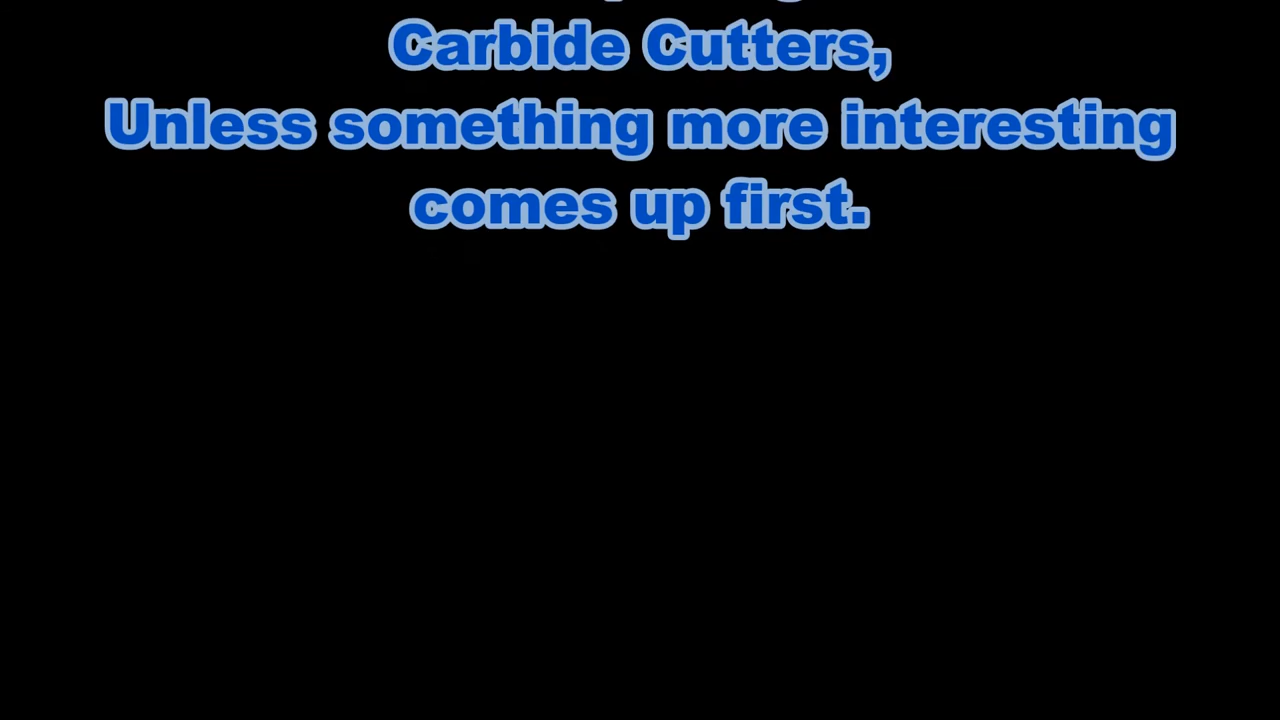 Carbide Cutters,
Unless something more interesting
comes up first.